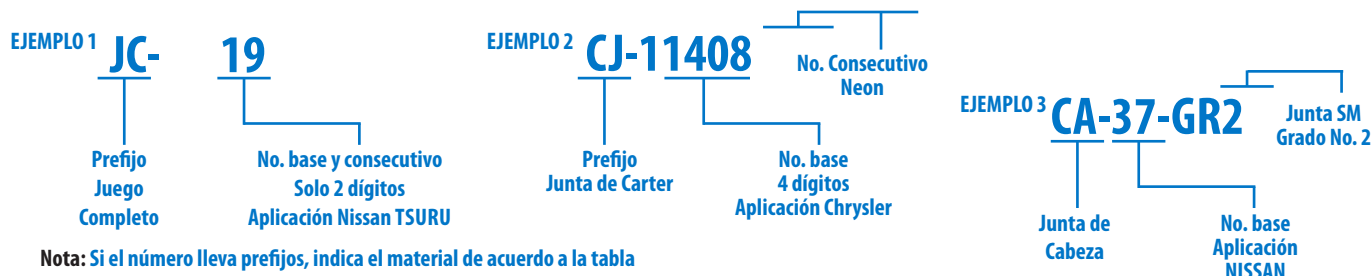 EJEMPLO 1 JC- 19
Prefijo
Juego
Completo
No. base y consecutivo
Solo 2 dígitos
Aplicación Nissan TSURU
EJEMPLO 2 CJ-11408
No. Consecutivo
Neon
Prefijo
Junta de Carter
No. base
4 dígitos
Aplicación Chrysler
EJEMPLO 3 CA-37-GR2
Junta SM
Grado No. 2
Junta de
Cabeza
No. base
Aplicación
NISSAN
Nota: Si el número lleva prefijos, indica el material de acuerdo a la tabla